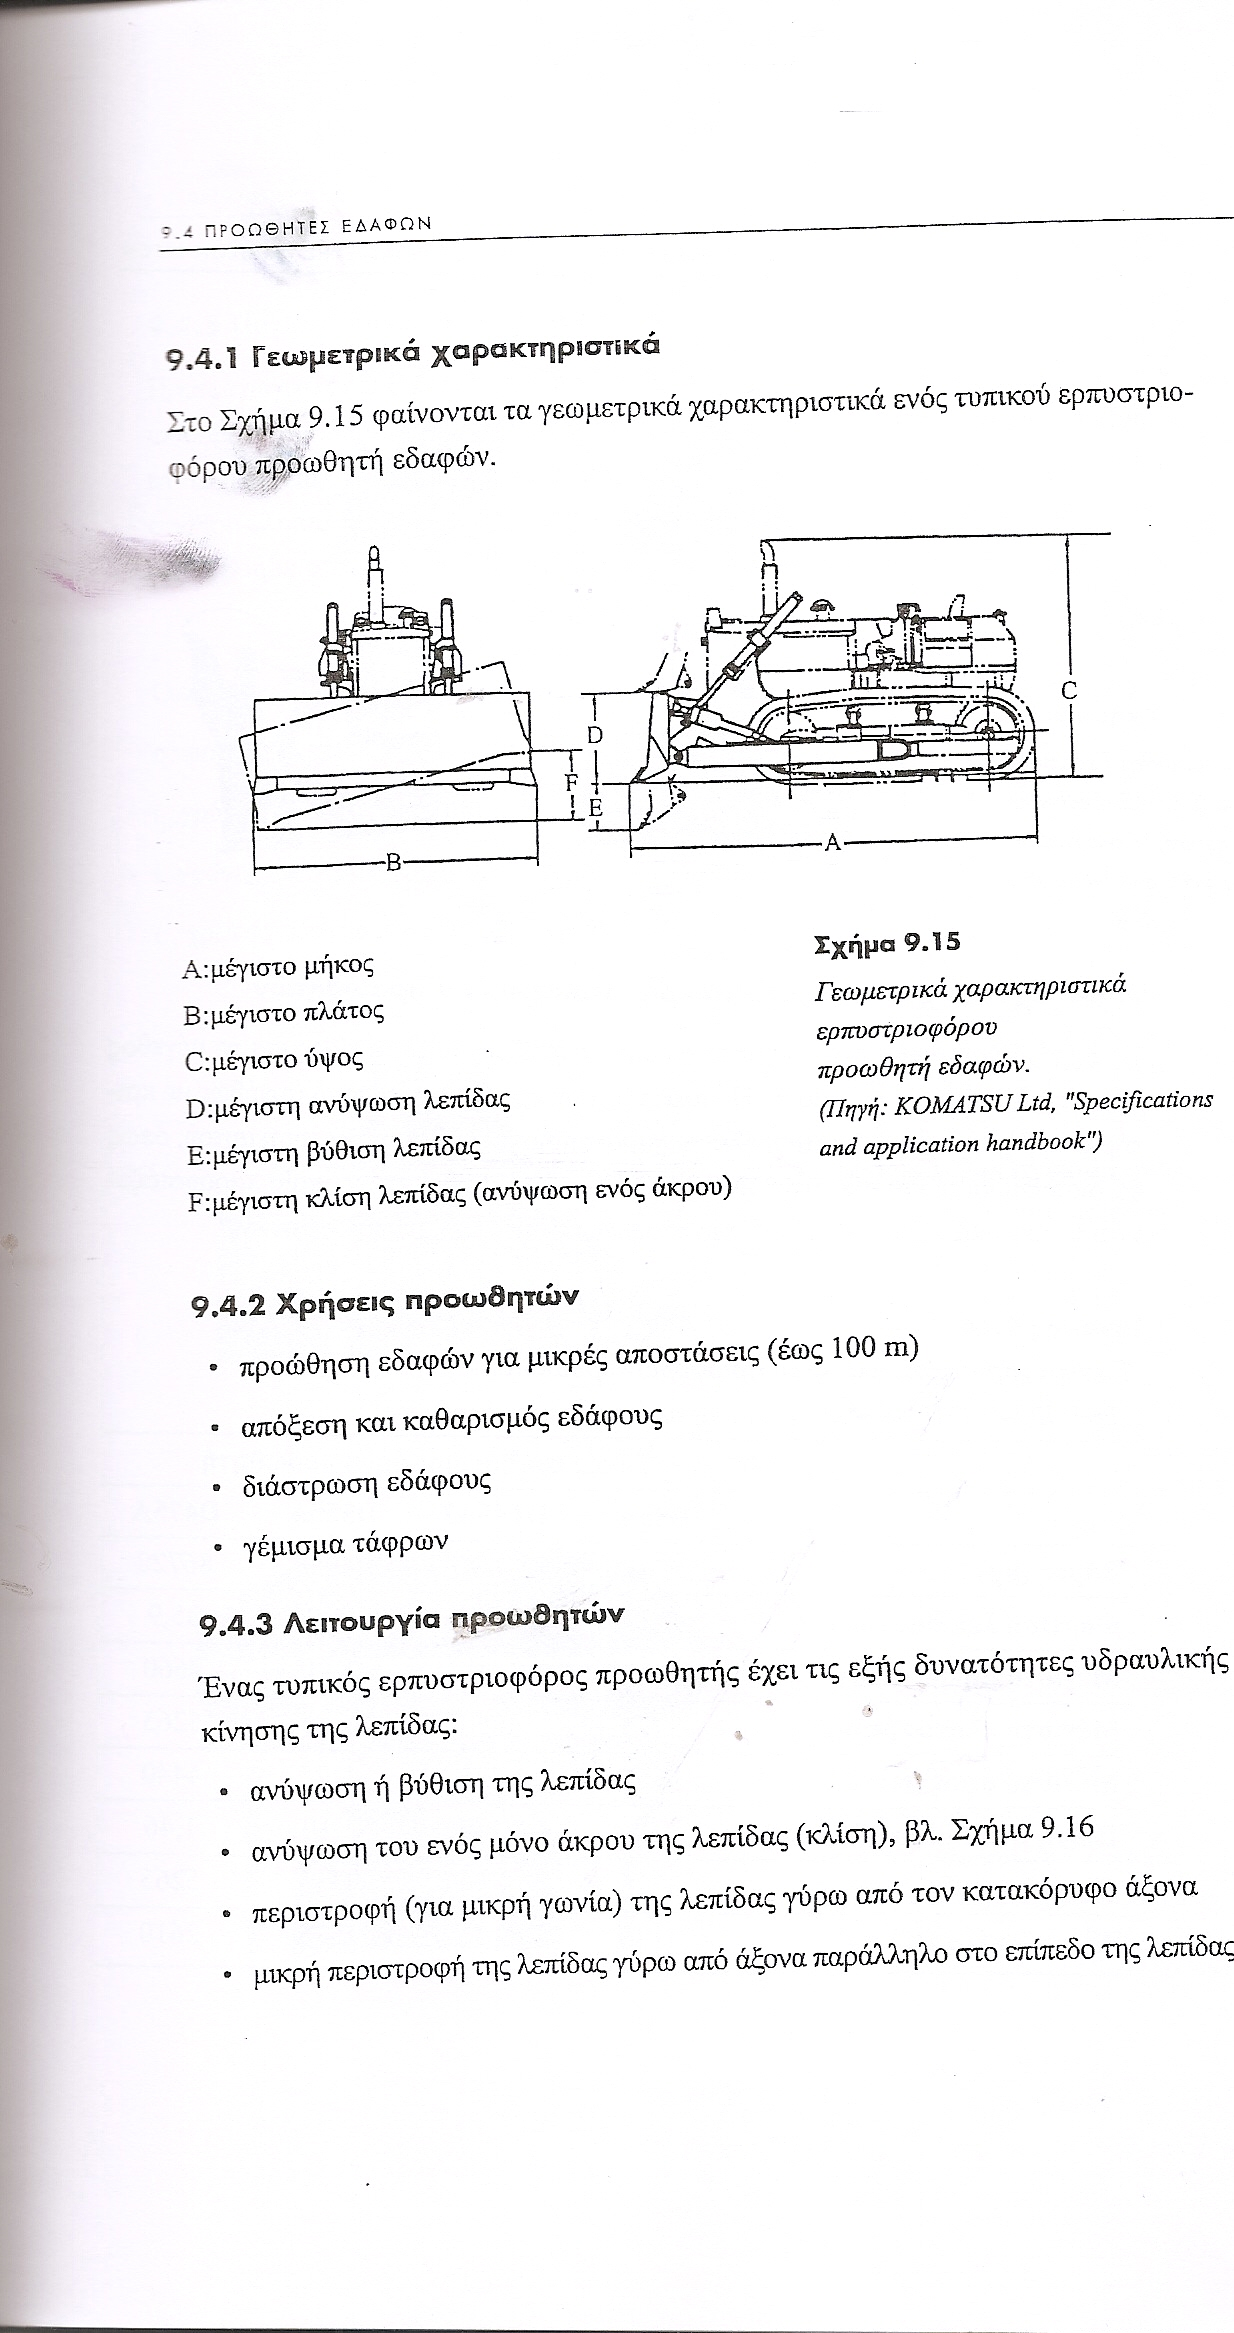 9.4 ΠΡΟΩΘΗΤΕΣ ΕΔΑΦΩΝ
9.4.1 Γεωμετρικά χαρακτηριστικά
Στο Σχήμα 9.15 φαίνονται τα γεωμετρικά χαρακτηριστικά ενός τυπικού ερπυστριο-
φόρου προωθητή εδαφών.
C
D
F
E
A
B
A:μέγιστο μήκος
B:μέγιστο πλάτος
C:μέγιστο ύψος
D:μέγιστη ανύψωση λεπίδας
E:μέγιστη βύθιση λεπίδας
F:μέγιστη κλίση λεπίδας (ανύψωση ενός άκρου)
Σχήμα 9.15
Γεωμετρικά χαρακτηριστικά
ερπυστριοφόρου
προωθητή εδαφών.
(Πηγή: KOMATSU Ltd, "Specifications
and application handbook")
9.4.2 Χρήσεις προωθητών
• προώθηση εδαφών για μικρές αποστάσεις (έως 100 m)
• απόξεση και καθαρισμός εδάφους
• διάστρωση εδάφους
• γέμισμα τάφρων
9.4.3 Λειτουργία προωθητών
Ένας τυπικός ερπυστριοφόρος προωθητής έχει τις εξής δυνατότητες υδραυλικής
κίνησης της λεπίδας:
• ανύψωση ή βύθιση της λεπίδας
• ανύψωση του ενός μόνο άκρου της λεπίδας (κλίση), βλ. Σχήμα 9.16
• περιστροφή (για μικρή γωνία) της λεπίδας γύρω από τον κατακόρυφο άξονα
• μικρή περιστροφή της λεπίδας γύρω από άξονα παράλληλο στο επίπεδο της λεπίδας